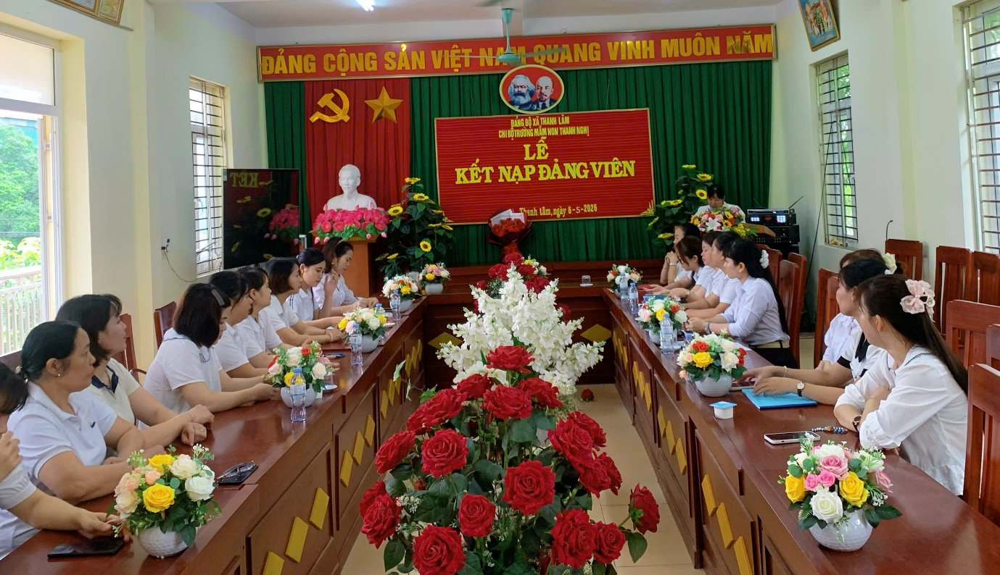 ĐẢNG CỘNG SẢN VIỆT NAM QUANG VINH MUÔN NĂM
ĐẢNG BỘ XÃ THANH LÂM
CHI BỘ TRƯỜNG MẦM NON THANH NGHỊ
LỄ
KẾT NẠP ĐẢNG VIÊN
Thanh Lâm, ngày 6-5-2026
KẾT